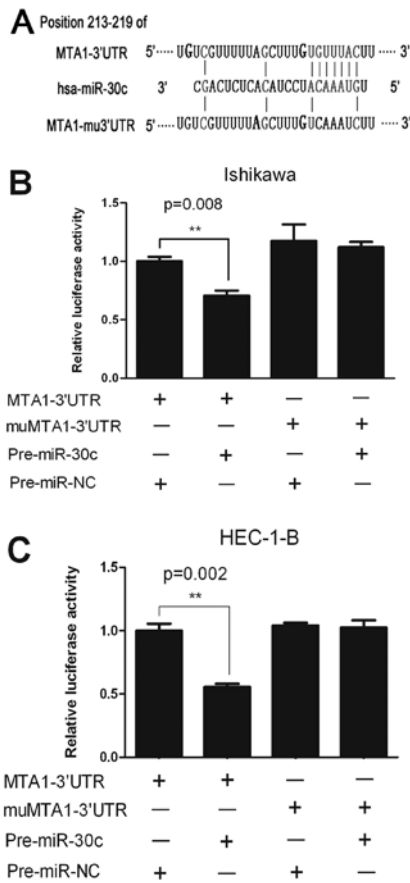 A Position 213-219 of
MTA1-3'UTR 5' ····· UGUCGUUUUUAGCUUUGUGUUUACUU ····· 3'
hsa-miR-30c 3' CGACUCUCACAUCCUACAAAUGU 5'
MTA1-mu3'UTR 5' ····· UGUCGUUUUUAGCUUUGUCAAAUCUU ····· 3'
B
Ishikawa
Relative luciferase activity
1.5
1.0
0.5
0.0
p=0.008
**
MTA1-3'UTR + + — —
muMTA1-3'UTR — — + +
Pre-miR-30c — + — +
Pre-miR-NC + — + —
C
HEC-1-B
Relative luciferase activity
1.5
1.0
0.5
0.0
p=0.002
**
MTA1-3'UTR + + — —
muMTA1-3'UTR — — + +
Pre-miR-30c — + — +
Pre-miR-NC + — + —